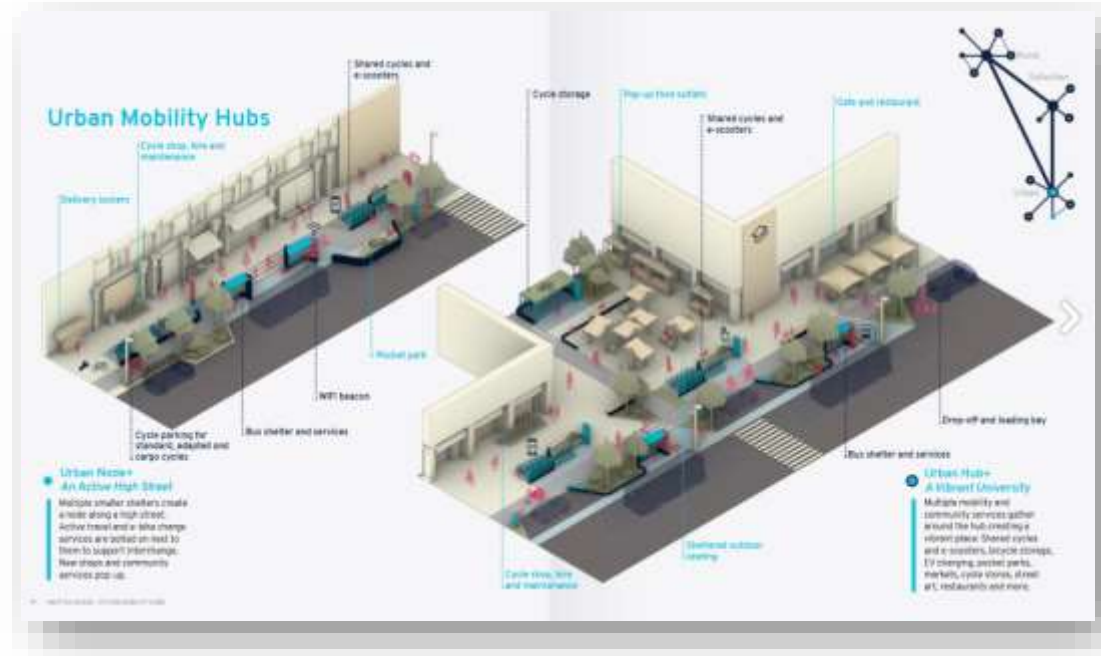 Urban Mobility Hubs
Shared cycles and
e-scooters
Cycle shop, hire and
maintenance
Delivery lockers
Pocket park
WiFi beacon
Bus shelter and services
Cycle parking for
standard, adapted and
cargo cycles
Urban Node+
An Active High Street
Multiple smaller shelters create
a node along a high street.
Active travel and e-bike charge
services are bolted on next to
them to support interchange.
New shops and community
services pop up.
Cycle storage
Pop-up food outlets
Shared cycles and
e-scooters
Cafe and restaurant
Urban
Drop-off and loading bay
Bus shelter and services
Sheltered outdoor
seating
Cycle shop, hire
and maintenance
Urban Hub+
A Vibrant University
Multiple mobility and
community services gather
around the hub creating a
vibrant place. Shared cycles
and e-scooters, bicycle storage,
EV charging, pocket parks,
markets, cycle stores, street
art, restaurants and more.